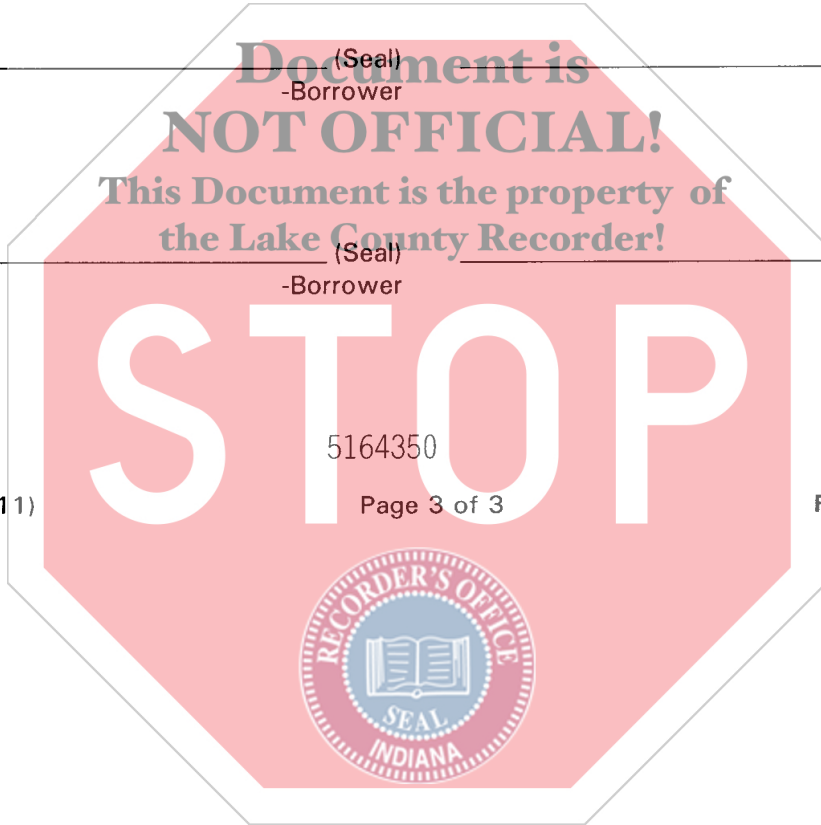 (Seal)
Document is
-Borrower
NOT OFFICIAL!
This Document is the property of
the Lake County Recorder!
(Seal)
-Borrower
STOP
5164350
11)
Page 3 of 3
RECORDER'S OFFICE
SEAL
INDIANA